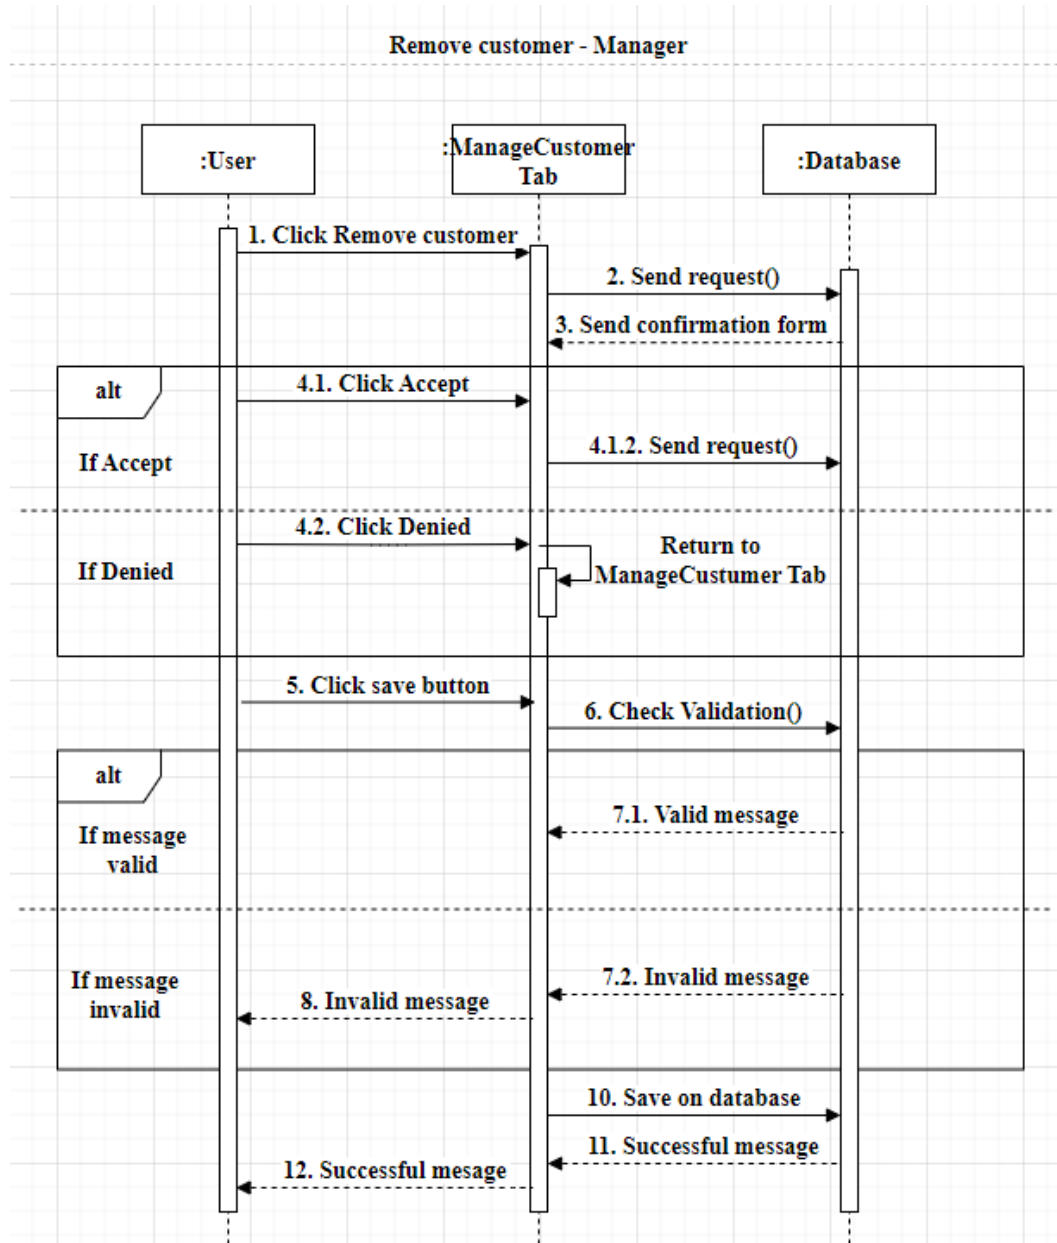 Remove customer - Manager
:User
:ManageCustomer
Tab
:Database
1. Click Remove customer
2. Send request()
3. Send confirmation form
alt
4.1. Click Accept
If Accept
4.1.2. Send request()
4.2. Click Denied
If Denied
Return to
ManageCustumer Tab
5. Click save button
6. Check Validation()
alt
7.1. Valid message
If message
valid
7.2. Invalid message
If message
invalid
8. Invalid message
10. Save on database
11. Successful message
12. Successful mesage